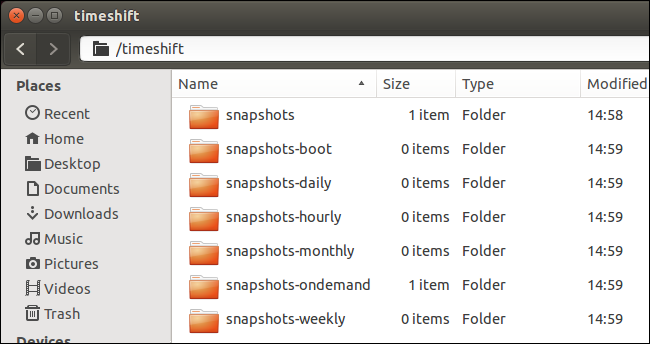 timeshift
/timeshift
Places
Recent
Home
Desktop
Documents
Downloads
Music
Pictures
Videos
Trash
Devices
Name Size Type Modified
snapshots 1 item Folder 14:58
snapshots-boot 0 items Folder 14:59
snapshots-daily 0 items Folder 14:59
snapshots-hourly 0 items Folder 14:59
snapshots-monthly 0 items Folder 14:59
snapshots-ondemand 1 item Folder 14:59
snapshots-weekly 0 items Folder 14:59